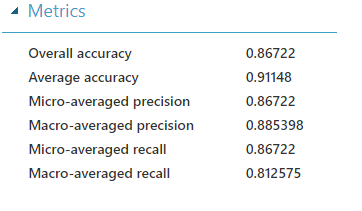 Metrics
Overall accuracy 0.86722
Average accuracy 0.91148
Micro-averaged precision 0.86722
Macro-averaged precision 0.885398
Micro-averaged recall 0.86722
Macro-averaged recall 0.812575